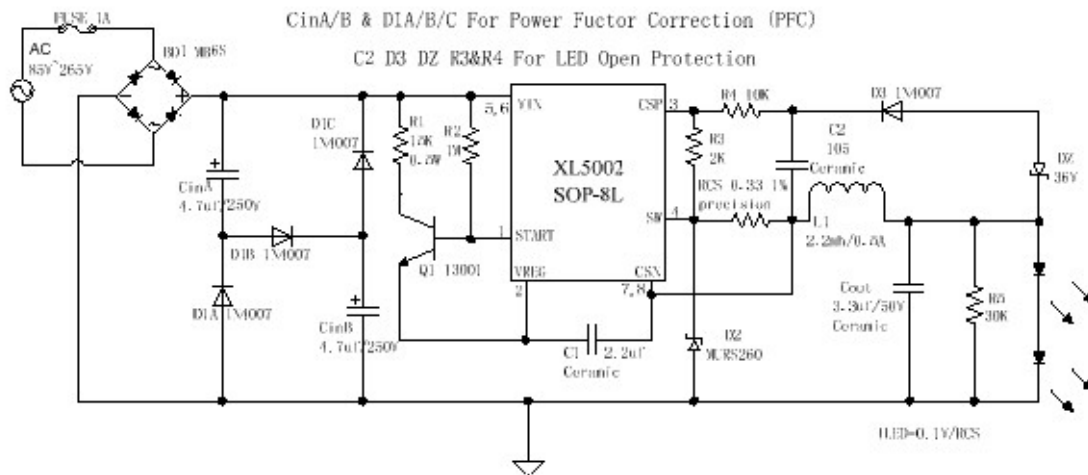 CinA/B & D1A/B/C For Power Fuctor Correction (PFC)
C2 D3 DZ R3&R4 For LED Open Protection
FUSE 1A
AC
85V~265V
BD1 MB6S
D1C
1N4007
R1
15K
0.5W
R2
1M
5,6
VIN
CSP
3
R4 10K
D3 1N4007
XL5002
SOP-8L
R3
2K
C2
105
Ceramic
DZ
36V
CinA
4.7uf/250V
RCS 0.33 1%
precision
SW
4
L1
2.2mh/0.5A
D1B 1N4007
1
START
Q1 13001
VREG
2
CSN
7,8
D1A 1N4007
CinB
4.7uf/250V
C1
2.2uf
Ceramic
D2
MURS260
Cout
3.3uf/50V
Ceramic
R5
30K
ILED=0.1V/RCS